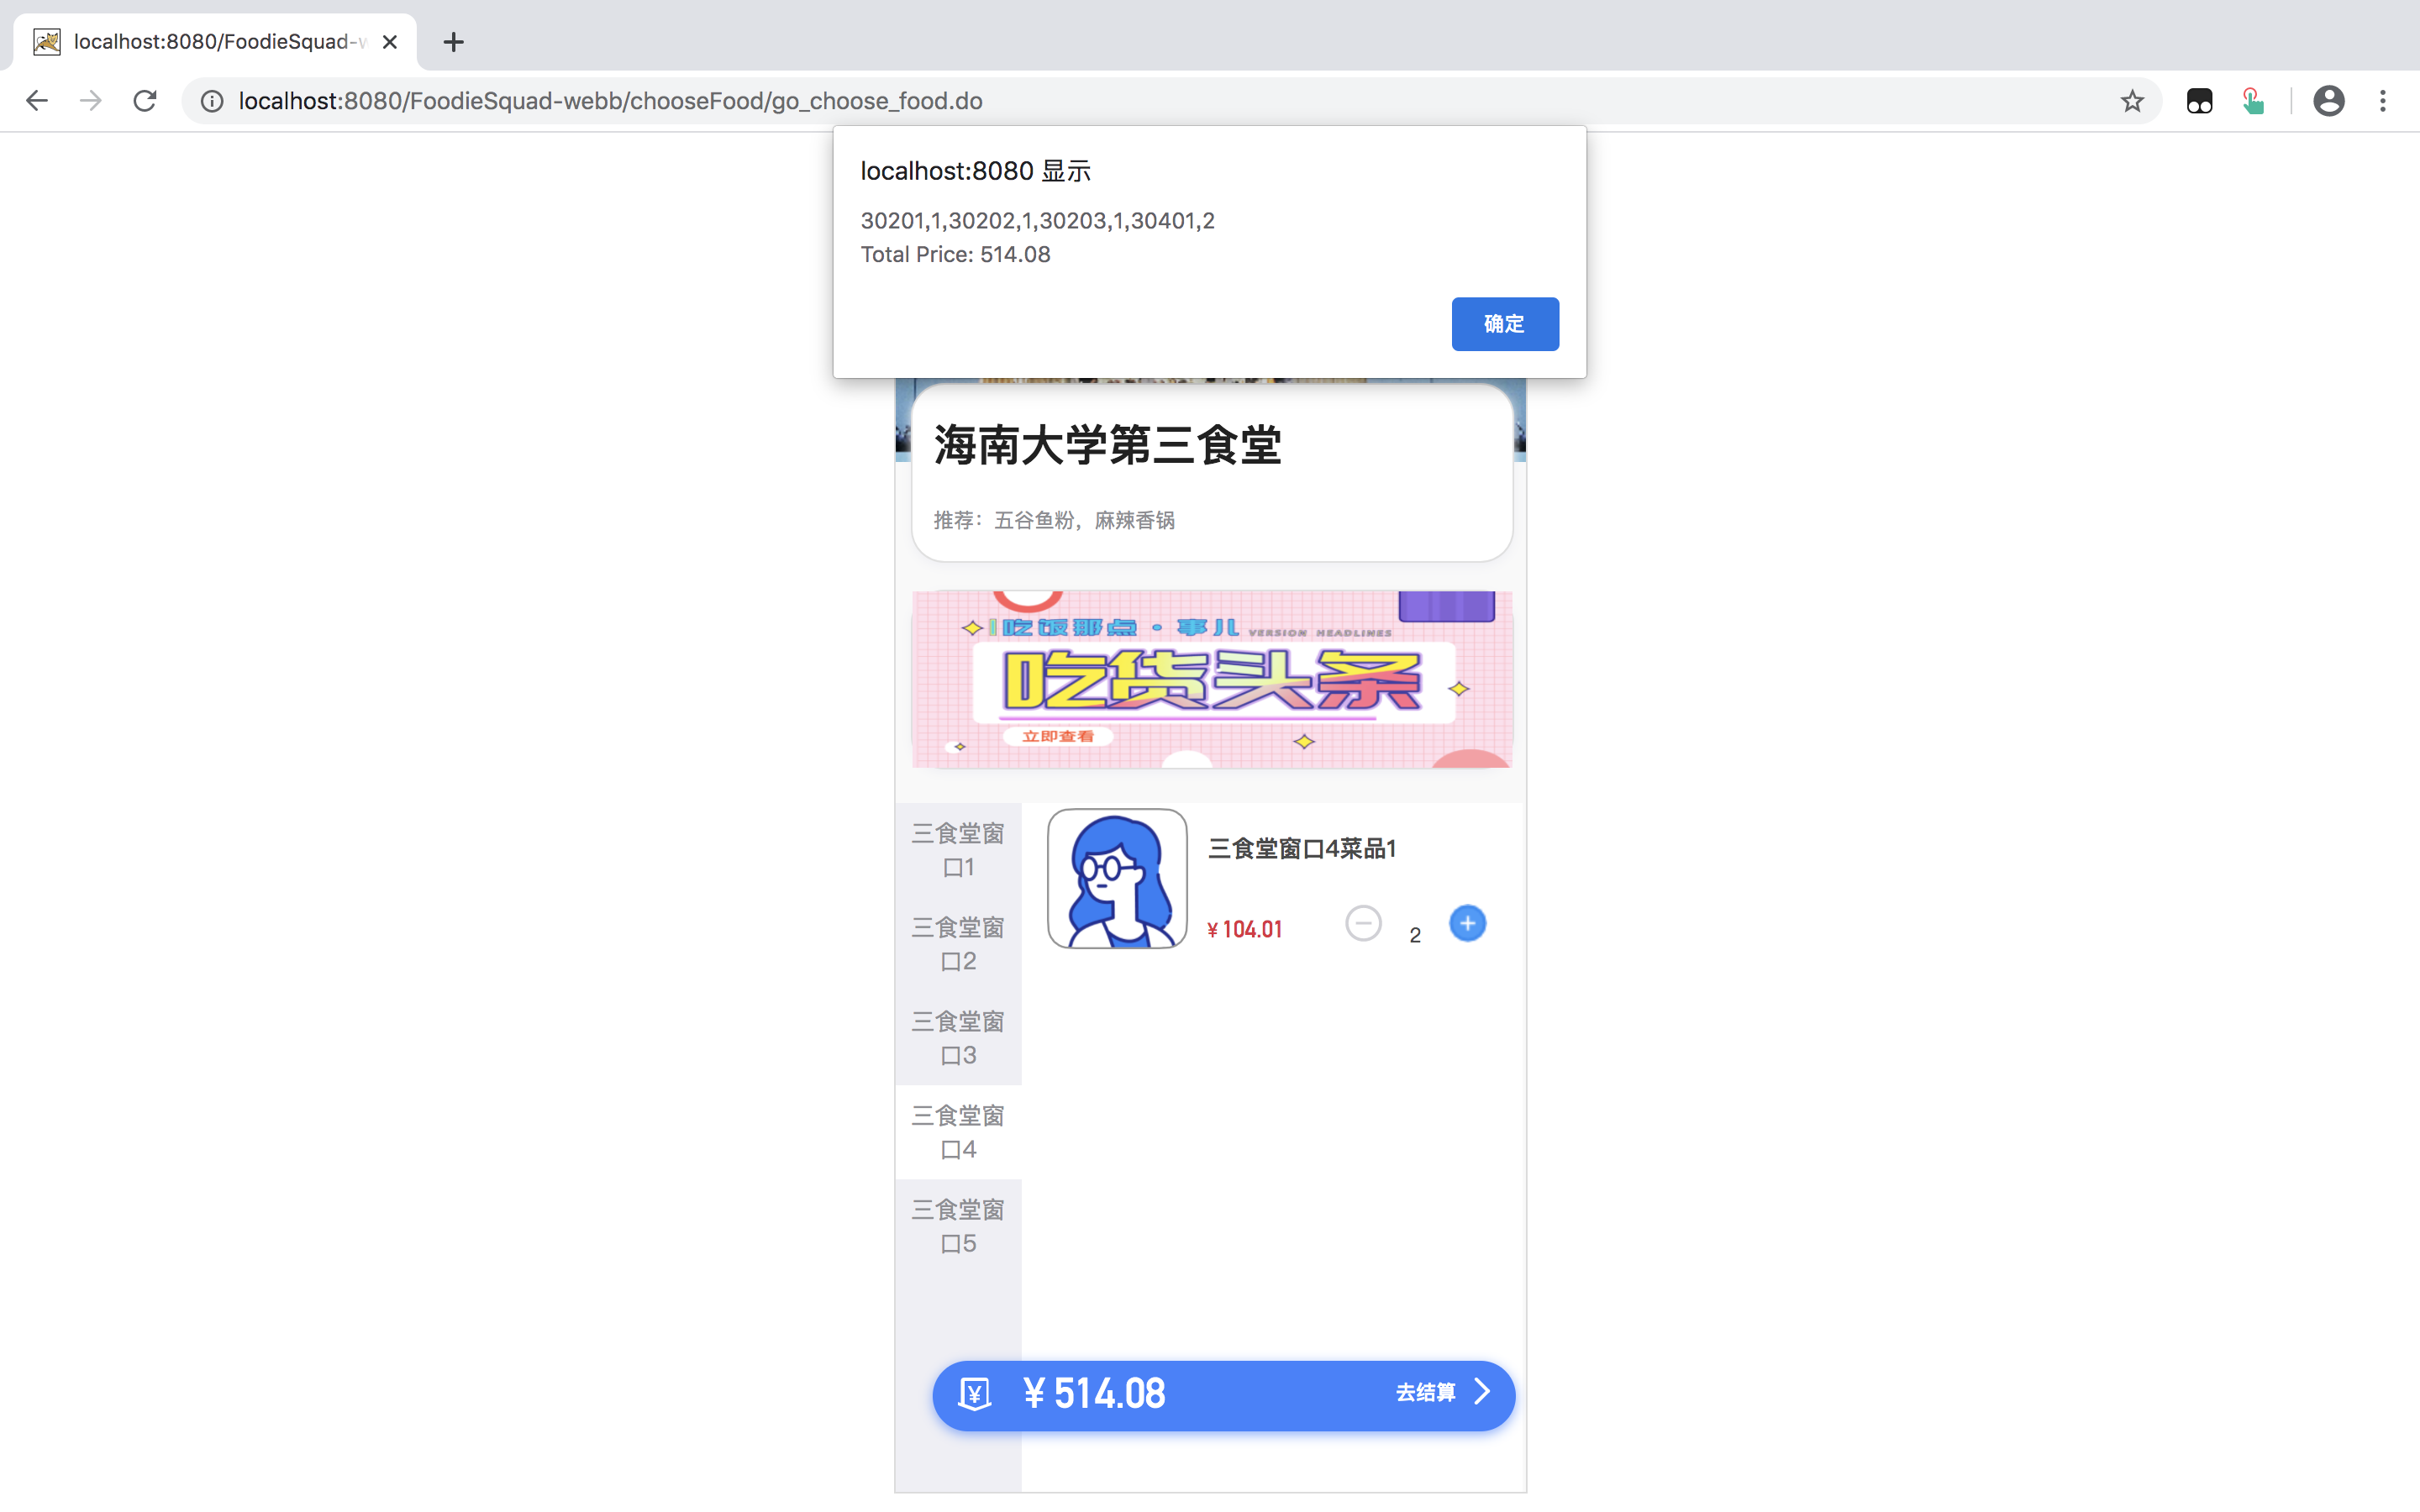 localhost:8080/FoodieSquad-w
localhost:8080/FoodieSquad-webb/chooseFood/go_choose_food.do
localhost:8080 显示
30201,1,30202,1,30203,1,30401,2
Total Price: 514.08
确定
海南大学第三食堂
推荐：五谷鱼粉，麻辣香锅
吃饭那点·事儿 VERSION HEADLINES
吃货头条
立即查看
三食堂窗
口1
三食堂窗
口2
三食堂窗
口3
三食堂窗
口4
三食堂窗
口5
三食堂窗口4菜品1
¥ 104.01
2
¥ 514.08
去结算